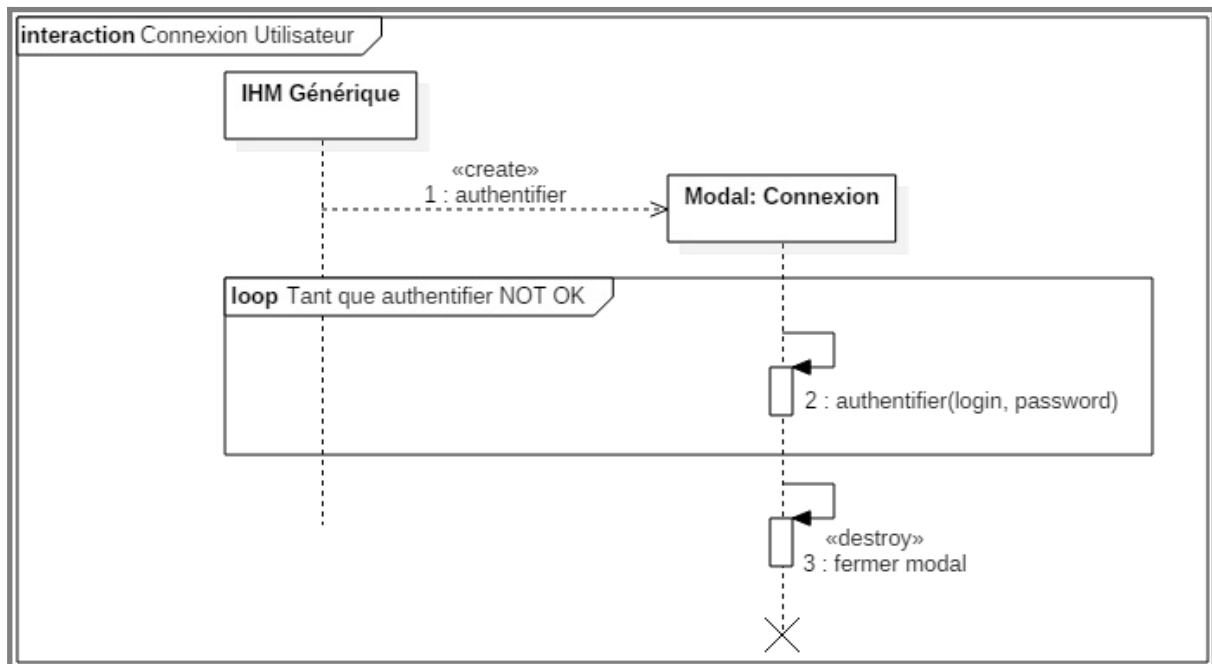 interaction Connexion Utilisateur
IHM Générique
«create»
1 : authentifier
Modal: Connexion
loop Tant que authentifier NOT OK
2 : authentifier(login, password)
«destroy»
3 : fermer modal